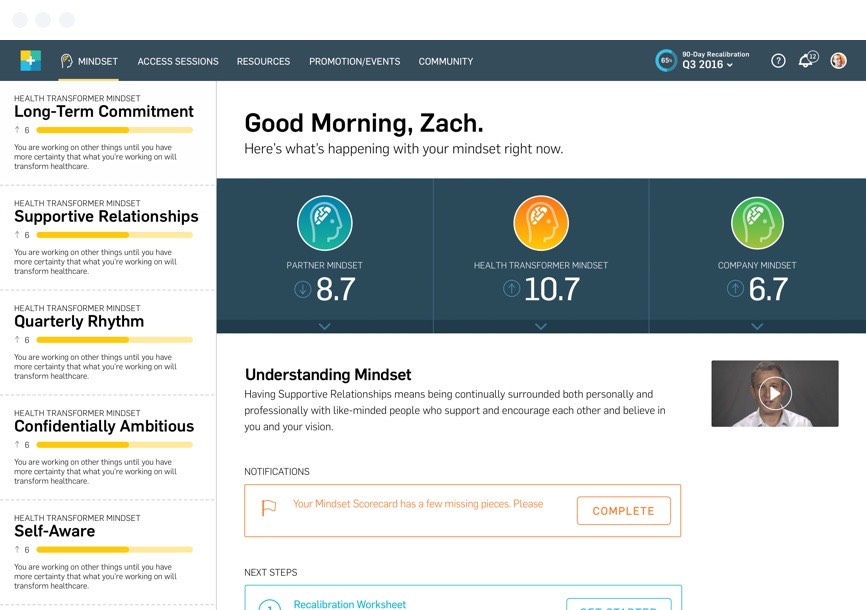 MINDSET
ACCESS SESSIONS
RESOURCES
PROMOTION/EVENTS
COMMUNITY
65%
90-Day Recalibration
Q3 2016
?
12
HEALTH TRANSFORMER MINDSET
Long-Term Commitment
↑ 6
You are working on other things until you have
more certainty that what you're working on will
transform healthcare.
HEALTH TRANSFORMER MINDSET
Supportive Relationships
↑ 6
You are working on other things until you have
more certainty that what you're working on will
transform healthcare.
HEALTH TRANSFORMER MINDSET
Quarterly Rhythm
↑ 6
You are working on other things until you have
more certainty that what you're working on will
transform healthcare.
HEALTH TRANSFORMER MINDSET
Confidentially Ambitious
↑ 6
You are working on other things until you have
more certainty that what you're working on will
transform healthcare.
HEALTH TRANSFORMER MINDSET
Self-Aware
↑ 6
You are working on other things until you have
more certainty that what you're working on will
transform healthcare.
Good Morning, Zach.
Here's what's happening with your mindset right now.
PARTNER MINDSET
8.7
HEALTH TRANSFORMER MINDSET
10.7
COMPANY MINDSET
6.7
Understanding Mindset
Having Supportive Relationships means being continually surrounded both personally and
professionally with like-minded people who support and encourage each other and believe in
you and your vision.
NOTIFICATIONS
Your Mindset Scorecard has a few missing pieces. Please
COMPLETE
NEXT STEPS
1
Recalibration Worksheet
GET STARTED